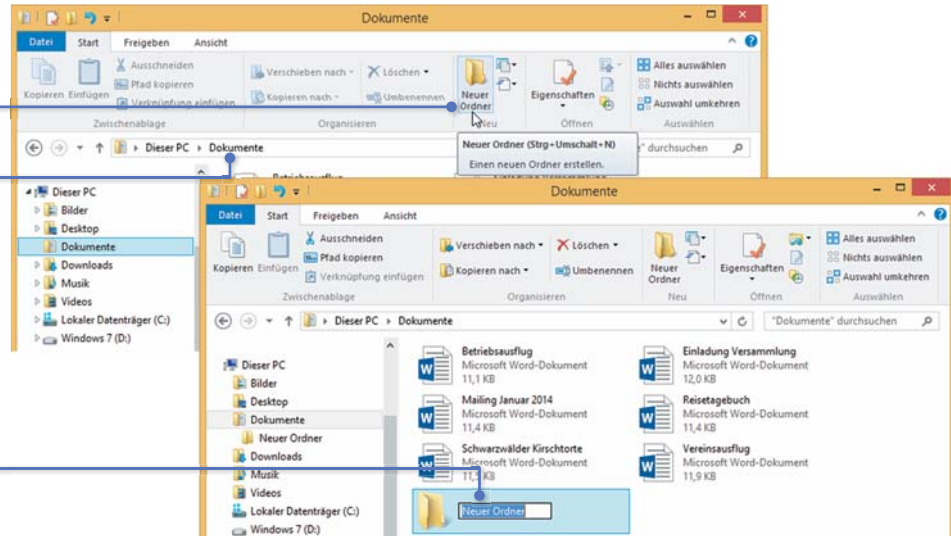 Dokumente
Datei Start Freigeben Ansicht
Kopieren Einfügen
Ausschneiden
Pfad kopieren
Verknüpfung einfügen
Zwischenablage
Verschieben nach
Kopieren nach
Löschen
Umbenennen
Organisieren
Neuer
Ordner
Neu
Eigenschaften
Öffnen
Alles auswählen
Nichts auswählen
Auswahl umkehren
Auswählen
Dieser PC Dokumente
durchsuchen
Neuer Ordner (Strg+Umschalt+N)
Einen neuen Ordner erstellen.
Betriebsausflug
Einladung Versammlung
Dieser PC
Bilder
Desktop
Dokumente
Downloads
Musik
Videos
Lokaler Datenträger (C:)
Windows 7 (D:)
Dokumente
Datei Start Freigeben Ansicht
Kopieren Einfügen
Ausschneiden
Pfad kopieren
Verknüpfung einfügen
Zwischenablage
Verschieben nach
Kopieren nach
Löschen
Umbenennen
Organisieren
Neuer
Ordner
Neu
Eigenschaften
Öffnen
Alles auswählen
Nichts auswählen
Auswahl umkehren
Auswählen
Dieser PC Dokumente
"Dokumente" durchsuchen
Dieser PC
Bilder
Desktop
Dokumente
Neuer Ordner
Downloads
Musik
Videos
Lokaler Datenträger (C:)
Windows 7 (D:)
Betriebsausflug
Microsoft Word-Dokument
11,1 KB
Einladung Versammlung
Microsoft Word-Dokument
12,0 KB
Mailing Januar 2014
Microsoft Word-Dokument
11,4 KB
Reisetagebuch
Microsoft Word-Dokument
11,4 KB
Schwarzwälder Kirschtorte
Microsoft Word-Dokument
11,5 KB
Vereinsausflug
Microsoft Word-Dokument
11,9 KB
Neuer Ordner